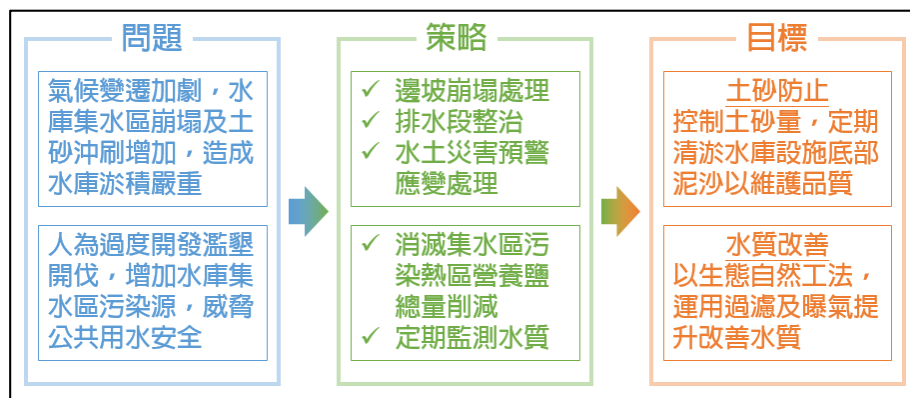 問題
氣候變遷加劇，水
庫集水區崩塌及土
砂沖刷增加，造成
水庫淤積嚴重
人為過度開發濫墾
開伐，增加水庫集
水區污染源，威脅
公共用水安全
策略
✓ 邊坡崩塌處理
✓ 排水段整治
✓ 水土災害預警
應變處理
✓ 消滅集水區污
染熱區營養鹽
總量削減
✓ 定期監測水質
目標
土砂防止
控制土砂量，定期
清淤水庫設施底部
泥沙以維護品質
水質改善
以生態自然工法，
運用過濾及曝氣提
升改善水質